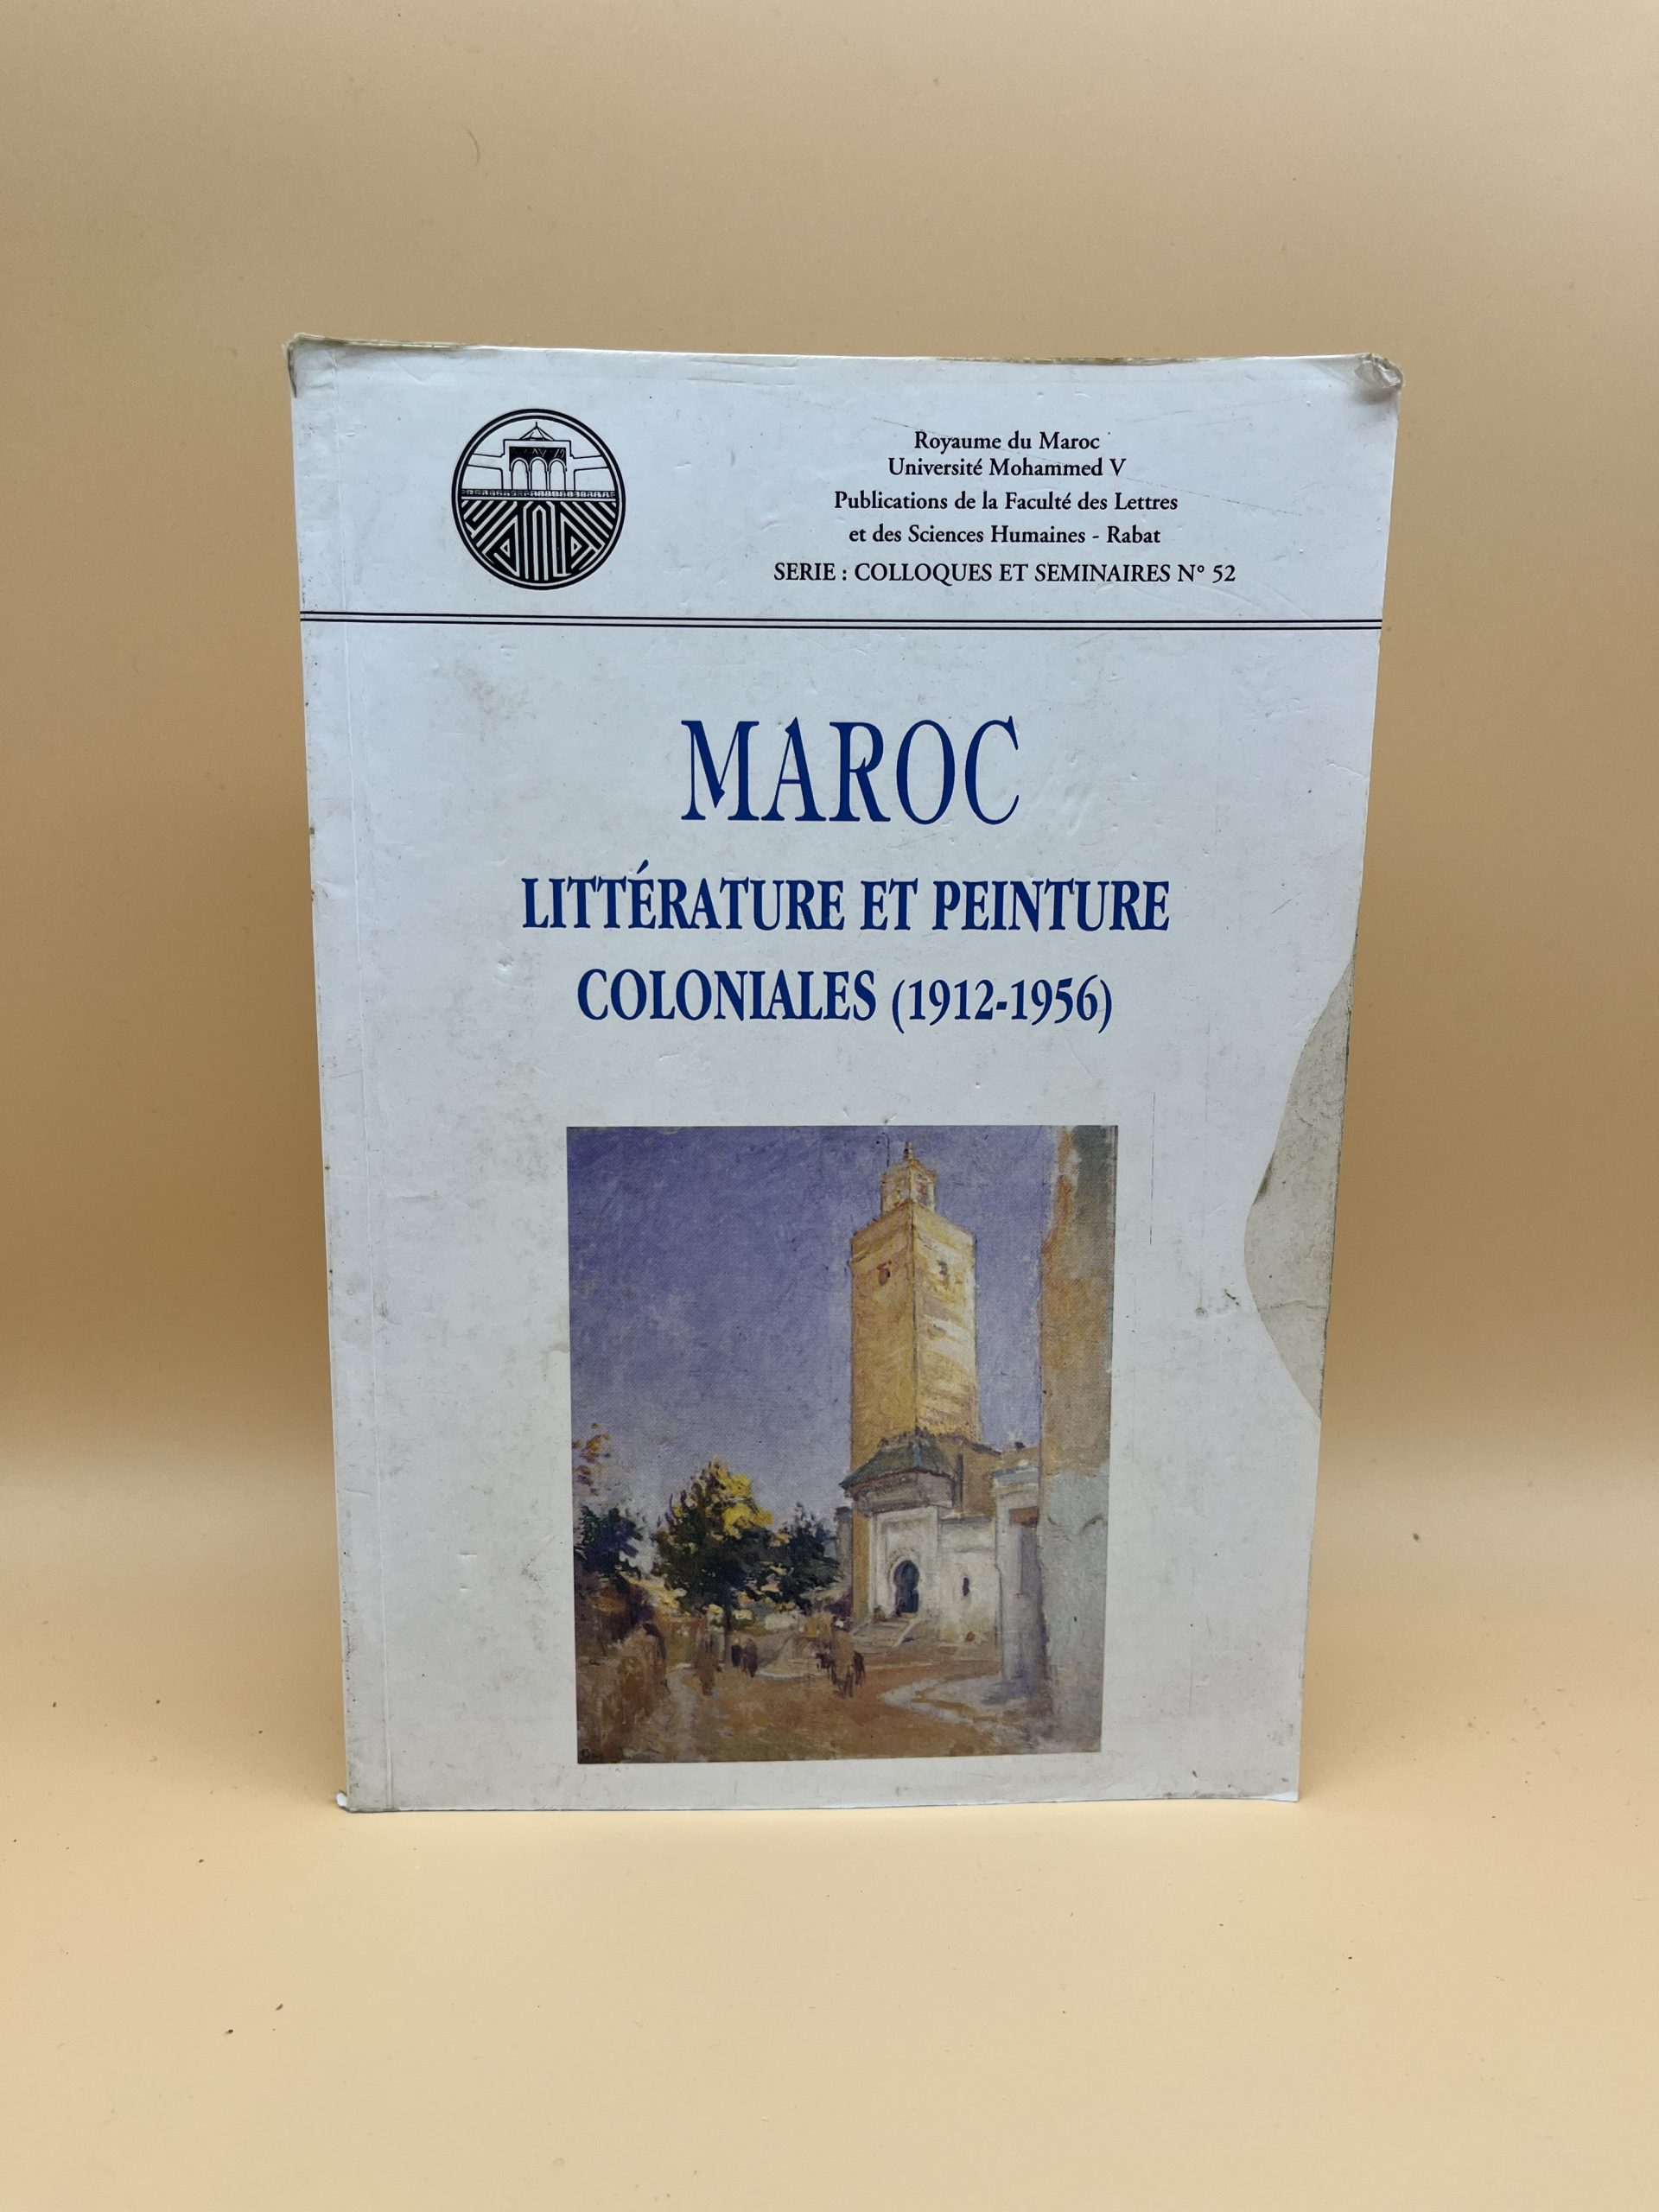 Royaume du Maroc
Université Mohammed V
Publications de la Faculté des Lettres
et des Sciences Humaines - Rabat
SERIE : COLLOQUES ET SEMINAIRES N° 52
MAROC
LITTÉRATURE ET PEINTURE
COLONIALES (1912-1956)